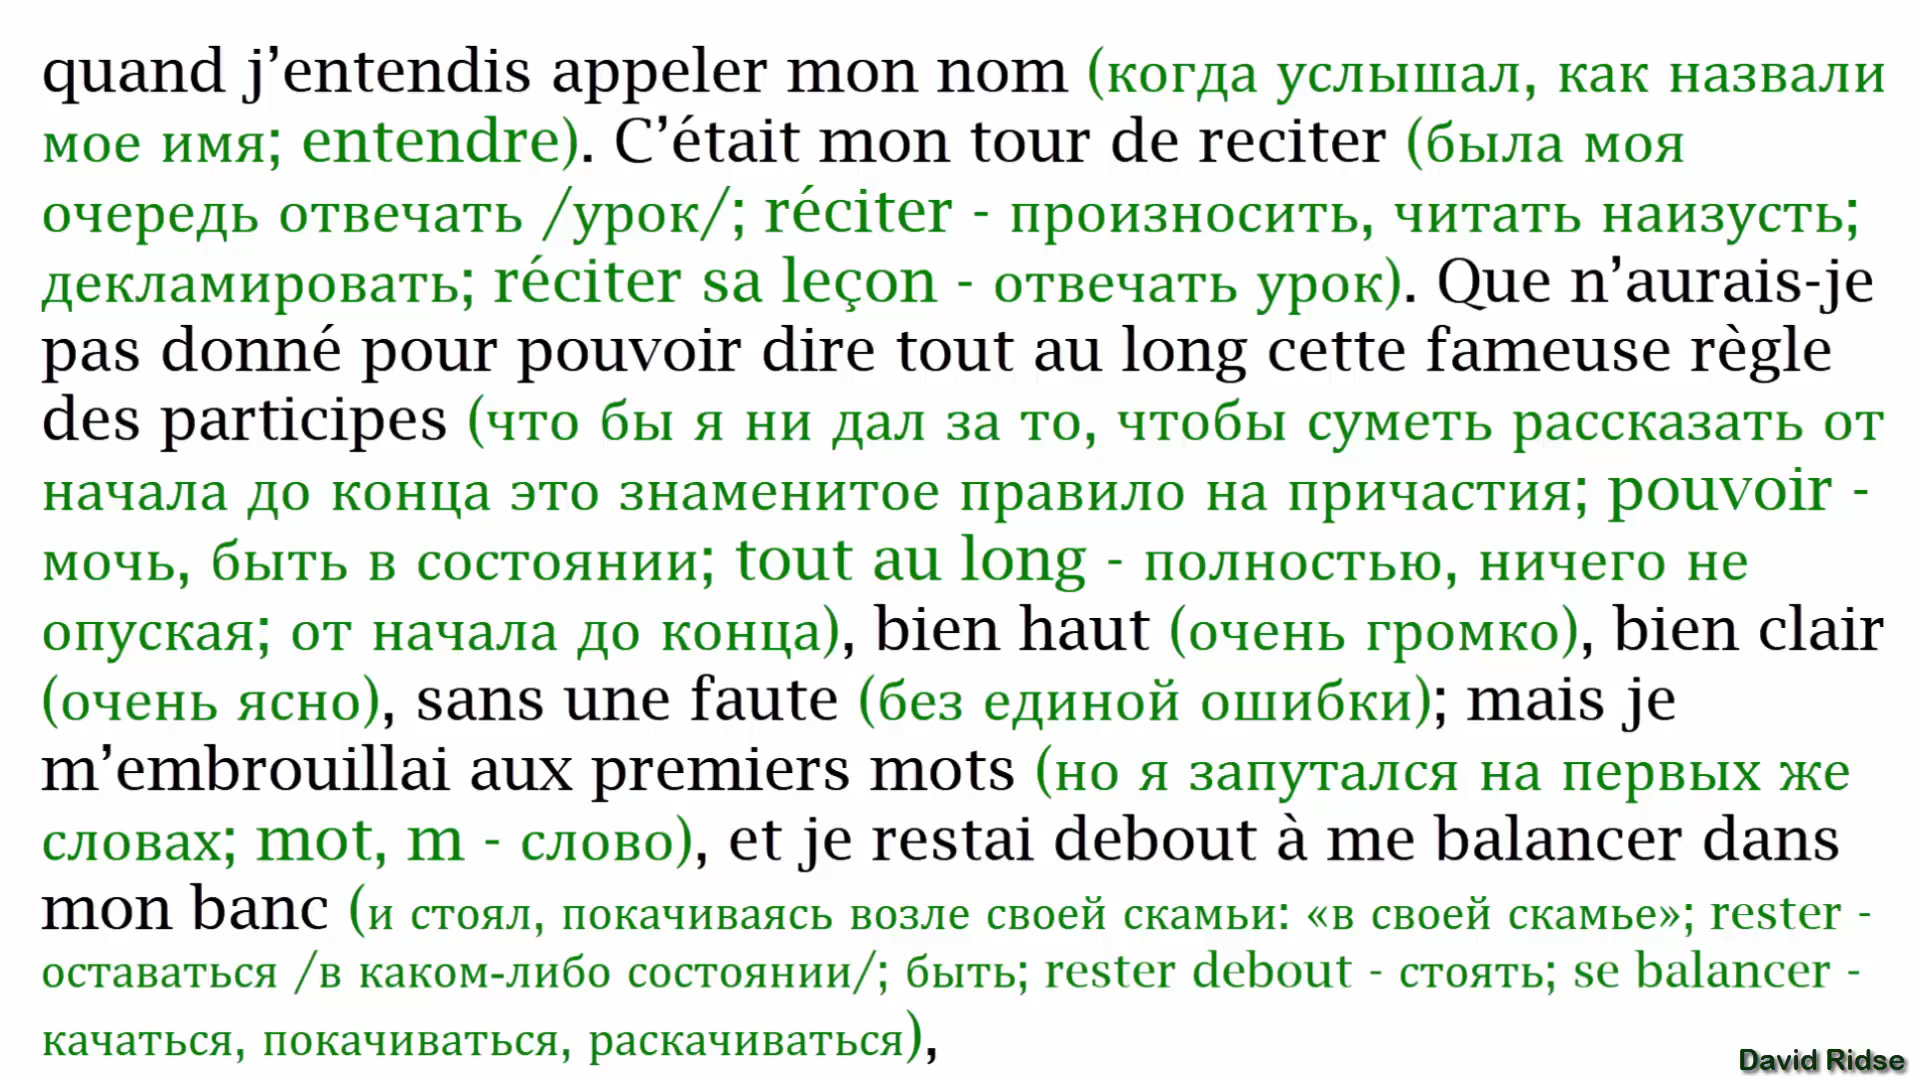 quand j’entendis appeler mon nom (когда услышал, как назвали
мое имя; entendre). C’était mon tour de reciter (была моя
очередь отвечать /урок/; réciter - произносить, читать наизусть;
декламировать; réciter sa leçon - отвечать урок). Que n’aurais-je
pas donné pour pouvoir dire tout au long cette fameuse règle
des participes (что бы я ни дал за то, чтобы суметь рассказать от
начала до конца это знаменитое правило на причастия; pouvoir -
мочь, быть в состоянии; tout au long - полностью, ничего не
опуская; от начала до конца), bien haut (очень громко), bien clair
(очень ясно), sans une faute (без единой ошибки); mais je
m’embrouillai aux premiers mots (но я запутался на первых же
словах; mot, m - слово), et je restai debout à me balancer dans
mon banc (и стоял, покачиваясь возле своей скамьи: «в своей скамье»; rester -
оставаться /в каком-либо состоянии/; быть; rester debout - стоять; se balancer -
качаться, покачиваться, раскачиваться),
David Ridse